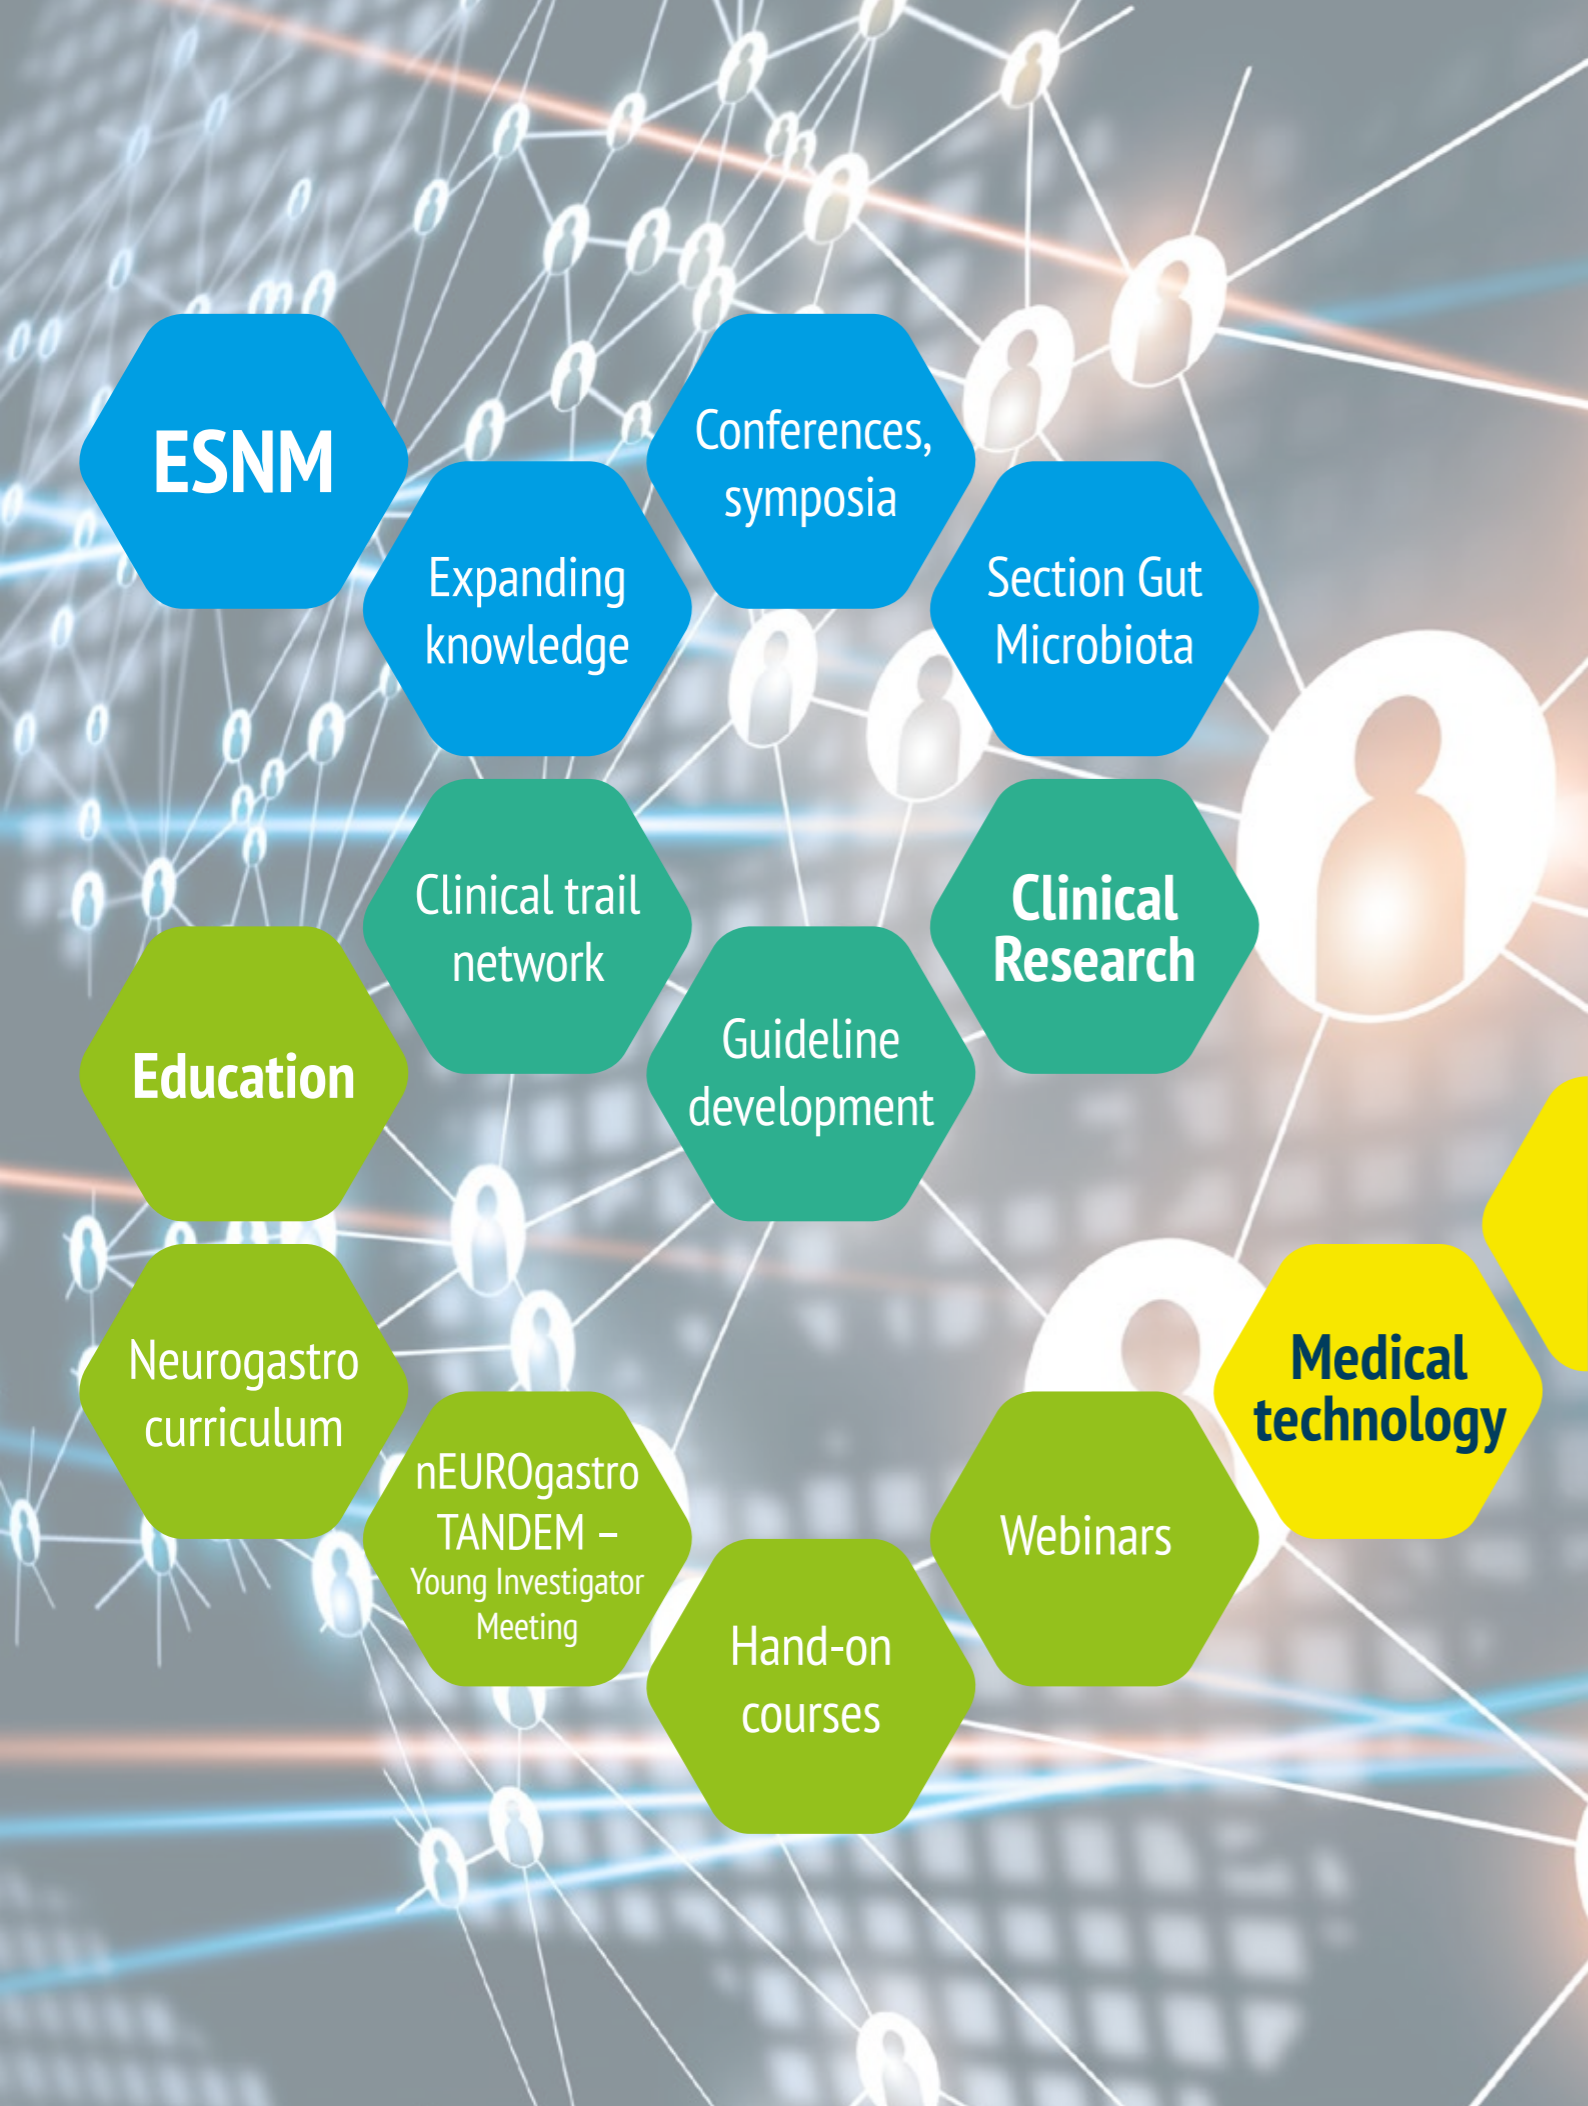 ESNM
Expanding
knowledge
Conferences,
symposia
Section Gut
Microbiota
Clinical trail
network
Guideline
development
Clinical
Research
Education
Neurogastro
curriculum
nEUROgastro
TANDEM –
Young Investigator
Meeting
Hand-on
courses
Webinars
Medical
technology